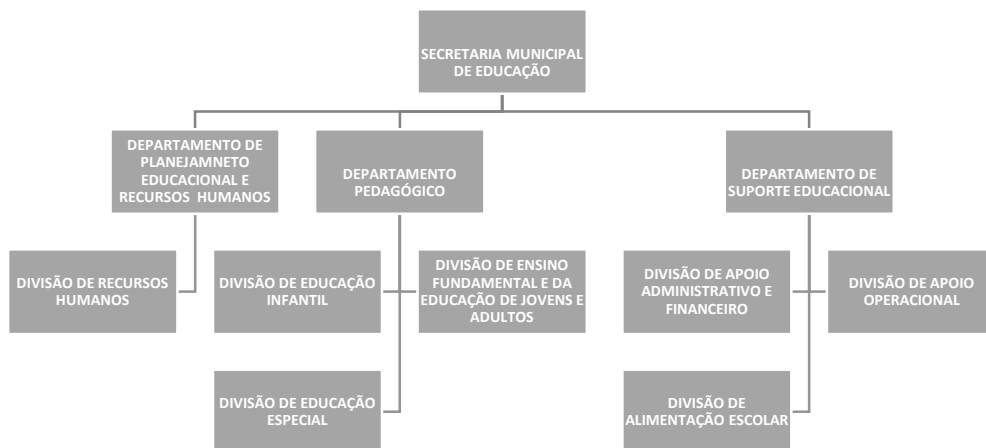 SECRETARIA MUNICIPAL
DE EDUCAÇÃO
DEPARTAMENTO DE
PLANEJAMNETO
EDUCACIONAL E
RECURSOS HUMANOS
DEPARTAMENTO
PEDAGÓGICO
DEPARTAMENTO DE
SUPORTE EDUCACIONAL
DIVISÃO DE RECURSOS
HUMANOS
DIVISÃO DE EDUCAÇÃO
INFANTIL
DIVISÃO DE ENSINO
FUNDAMENTAL E DA
EDUCAÇÃO DE JOVENS E
ADULTOS
DIVISÃO DE APOIO
ADMINISTRATIVO E
FINANCEIRO
DIVISÃO DE APOIO
OPERACIONAL
DIVISÃO DE EDUCAÇÃO
ESPECIAL
DIVISÃO DE
ALIMENTAÇÃO ESCOLAR